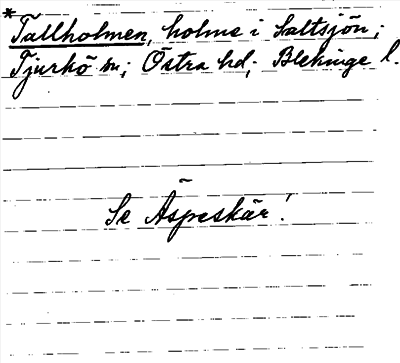 * Tallholmen, holme i Saltsjön;
Tjurkö sn; Östra hd; Blekinge l.
Se Äspeskär!